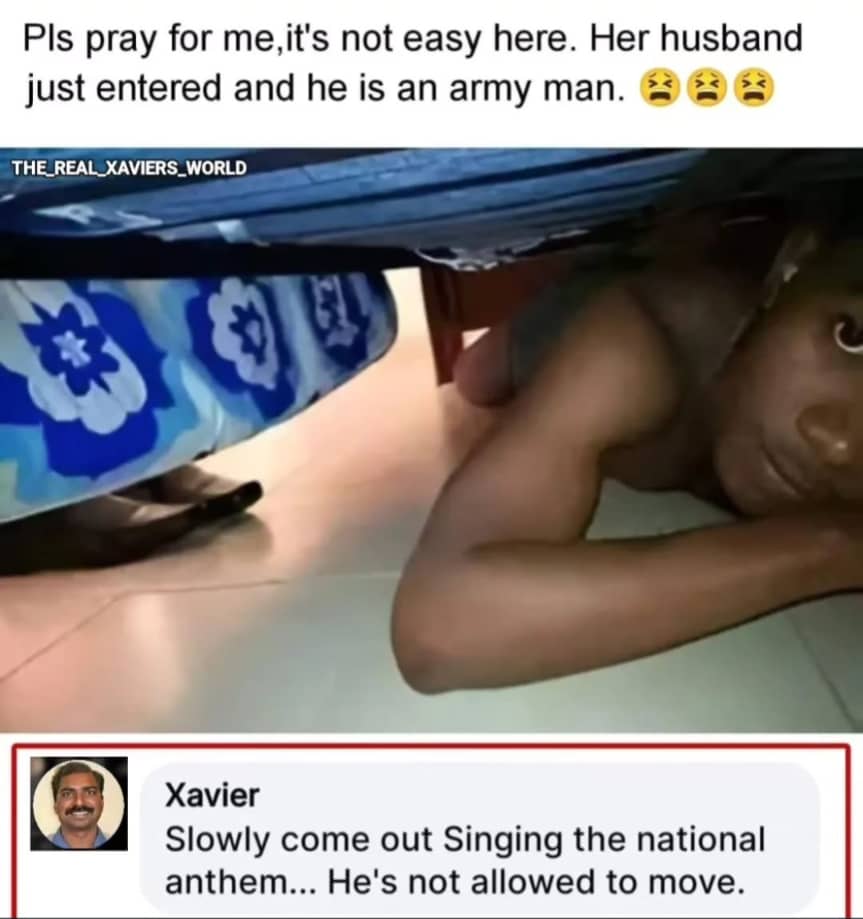 Pls pray for me,it's not easy here. Her husband
just entered and he is an army man. 😫😫😫
THE_REAL_XAVIERS_WORLD
Xavier
Slowly come out Singing the national
anthem... He's not allowed to move.